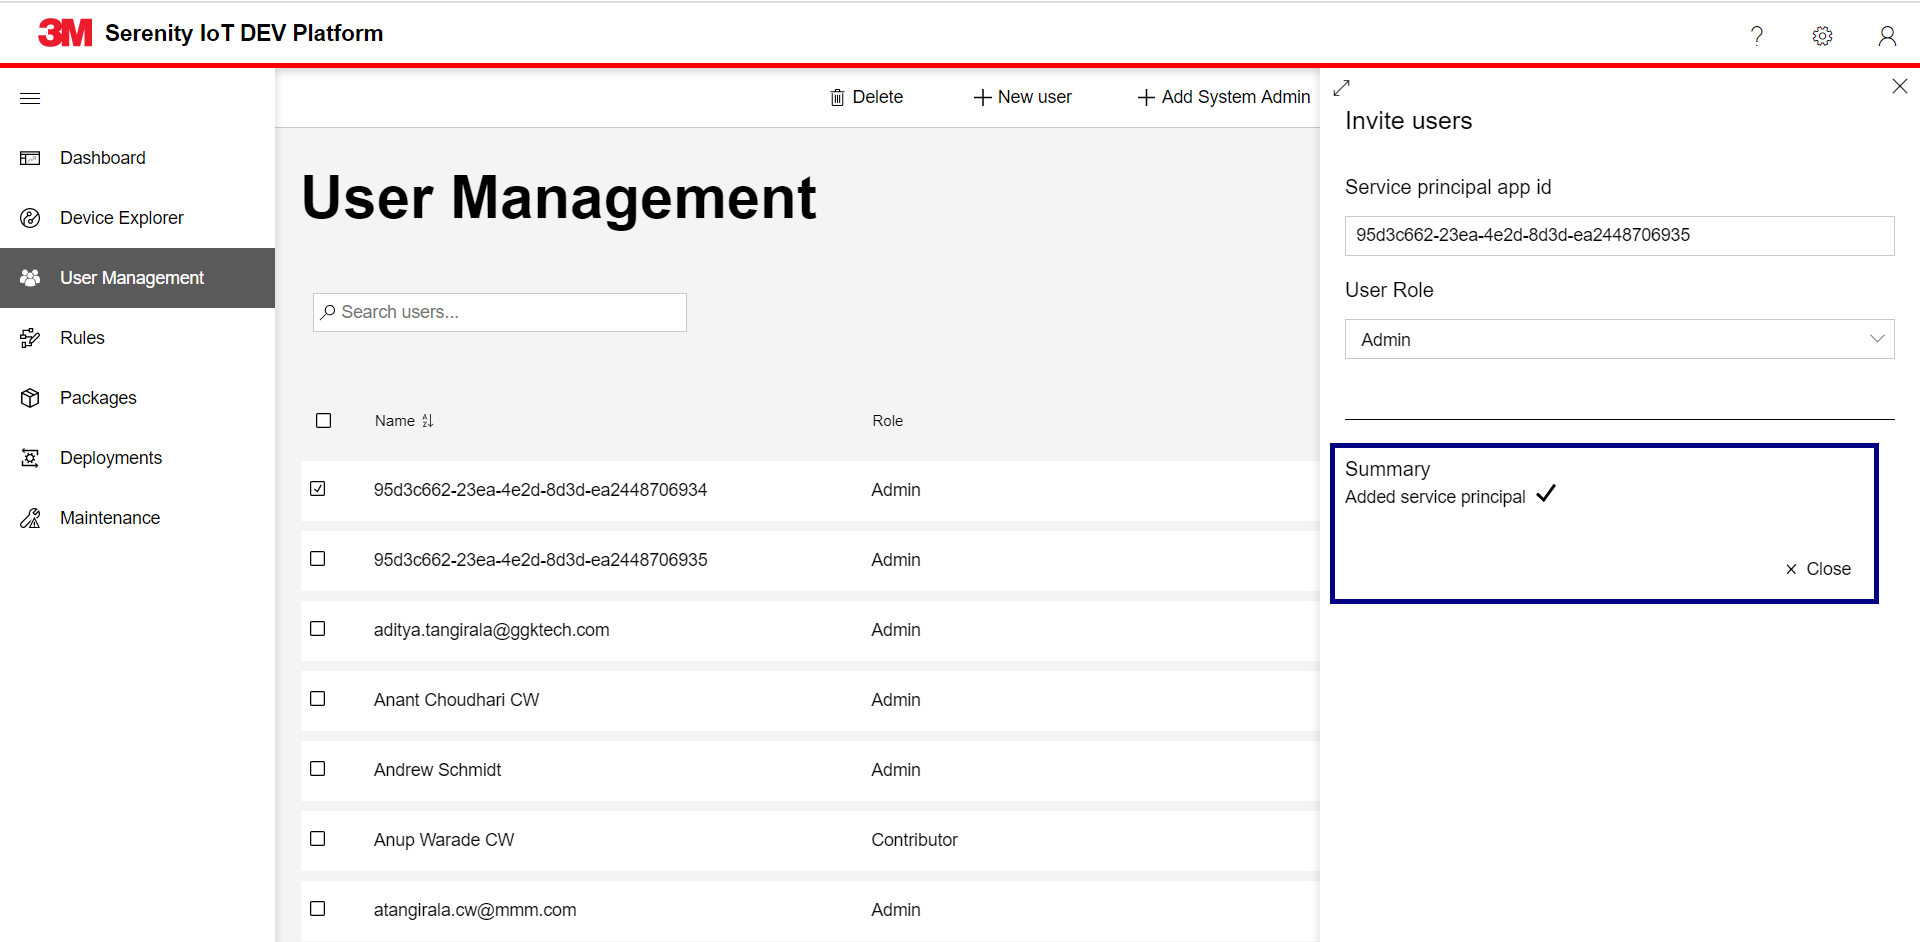 3M Serenity IoT DEV Platform
?
Dashboard
Device Explorer
User Management
Rules
Packages
Deployments
Maintenance
Delete
New user
Add System Admin
User Management
Search users...
Name
Role
95d3c662-23ea-4e2d-8d3d-ea2448706934 Admin
95d3c662-23ea-4e2d-8d3d-ea2448706935 Admin
aditya.tangirala@ggktech.com Admin
Anant Choudhari CW Admin
Andrew Schmidt Admin
Anup Warade CW Contributor
atangirala.cw@mmm.com Admin
Invite users
Service principal app id
95d3c662-23ea-4e2d-8d3d-ea2448706935
User Role
Admin
Summary
Added service principal
Close